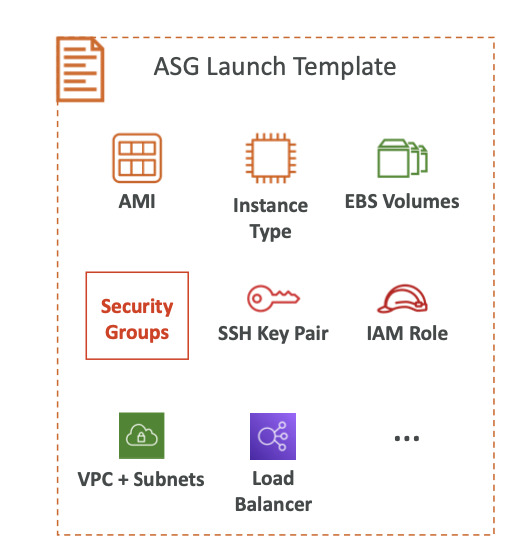 ASG Launch Template
AMI
Instance
Type
EBS Volumes
Security
Groups
SSH Key Pair
IAM Role
VPC + Subnets
Load
Balancer
...